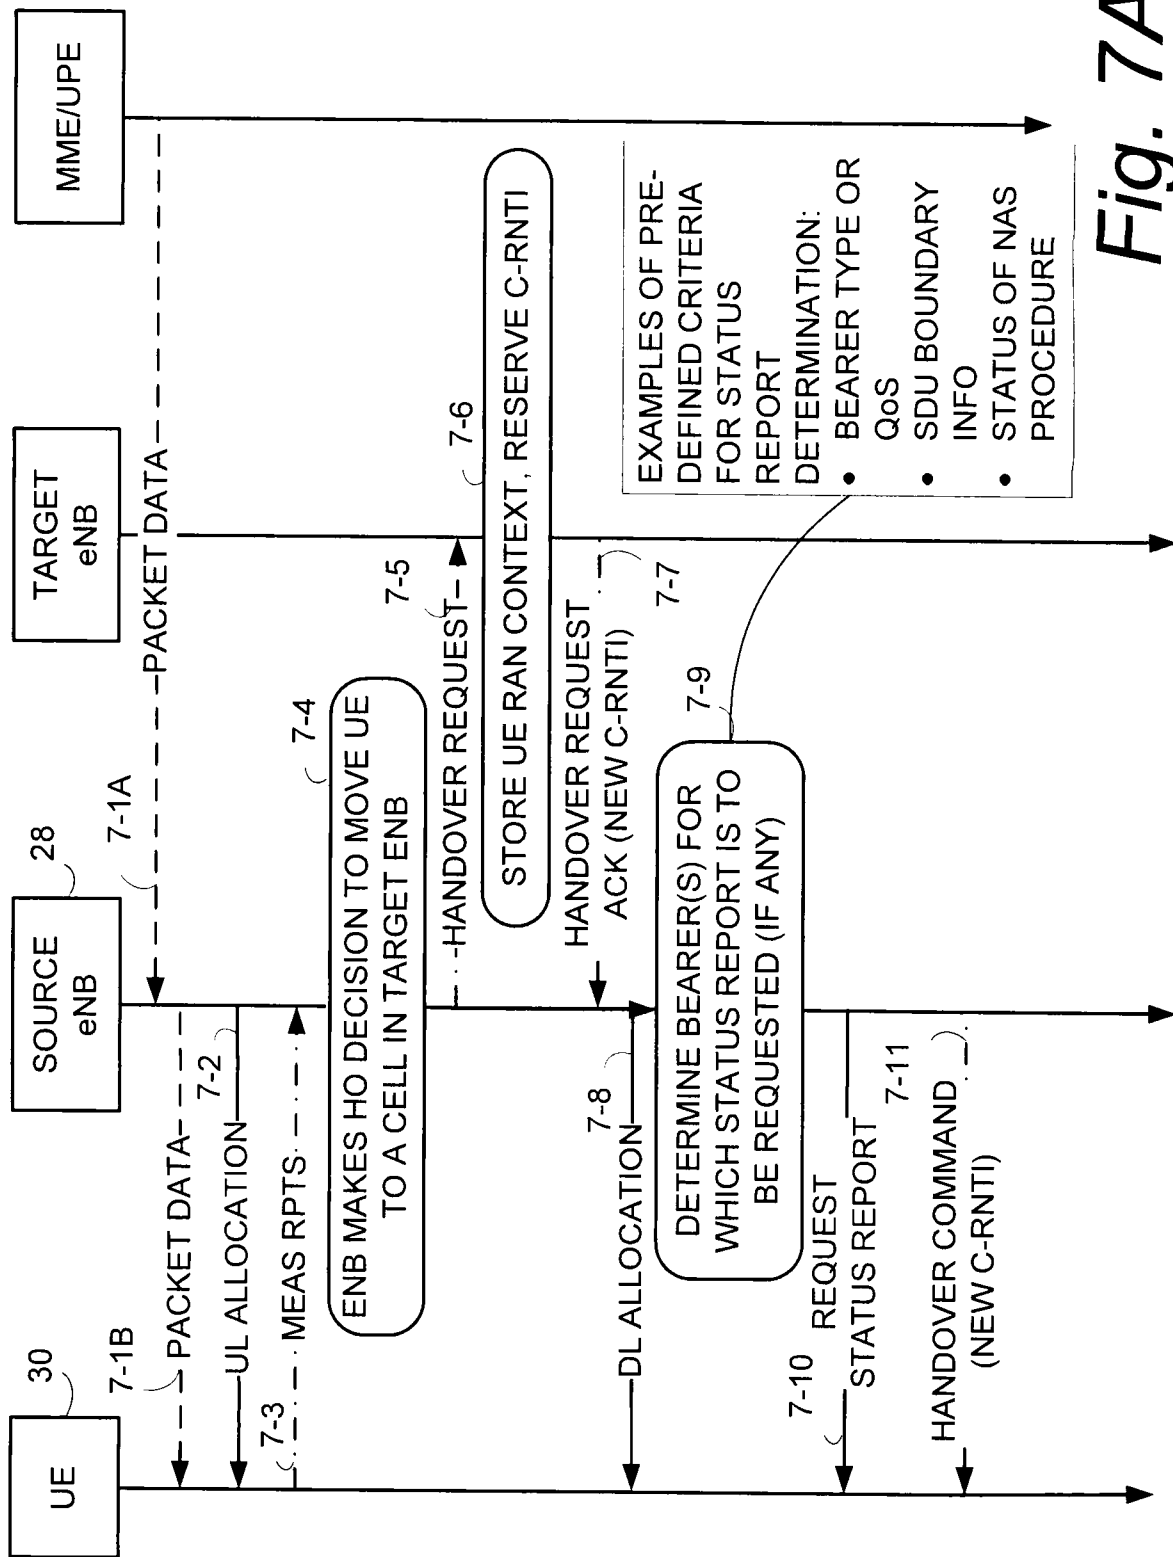 UE
30
SOURCE
eNB
28
TARGET
eNB
MME/UPE
7-1A
PACKET DATA
7-1B
PACKET DATA
UL ALLOCATION
7-2
7-3
MEAS RPTS
7-4
ENB MAKES HO DECISION TO MOVE UE
TO A CELL IN TARGET ENB
7-5
HANDOVER REQUEST
7-6
STORE UE RAN CONTEXT, RESERVE C-RNTI
HANDOVER REQUEST
ACK (NEW C-RNTI)
7-7
DL ALLOCATION
7-8
7-9
DETERMINE BEARER(S) FOR
WHICH STATUS REPORT IS TO
BE REQUESTED (IF ANY)
EXAMPLES OF PRE-
DEFINED CRITERIA
FOR STATUS
REPORT
DETERMINATION:
• BEARER TYPE OR
QoS
• SDU BOUNDARY
INFO
• STATUS OF NAS
PROCEDURE
7-10
REQUEST
STATUS REPORT
7-11
HANDOVER COMMAND
(NEW C-RNTI)
Fig. 7A